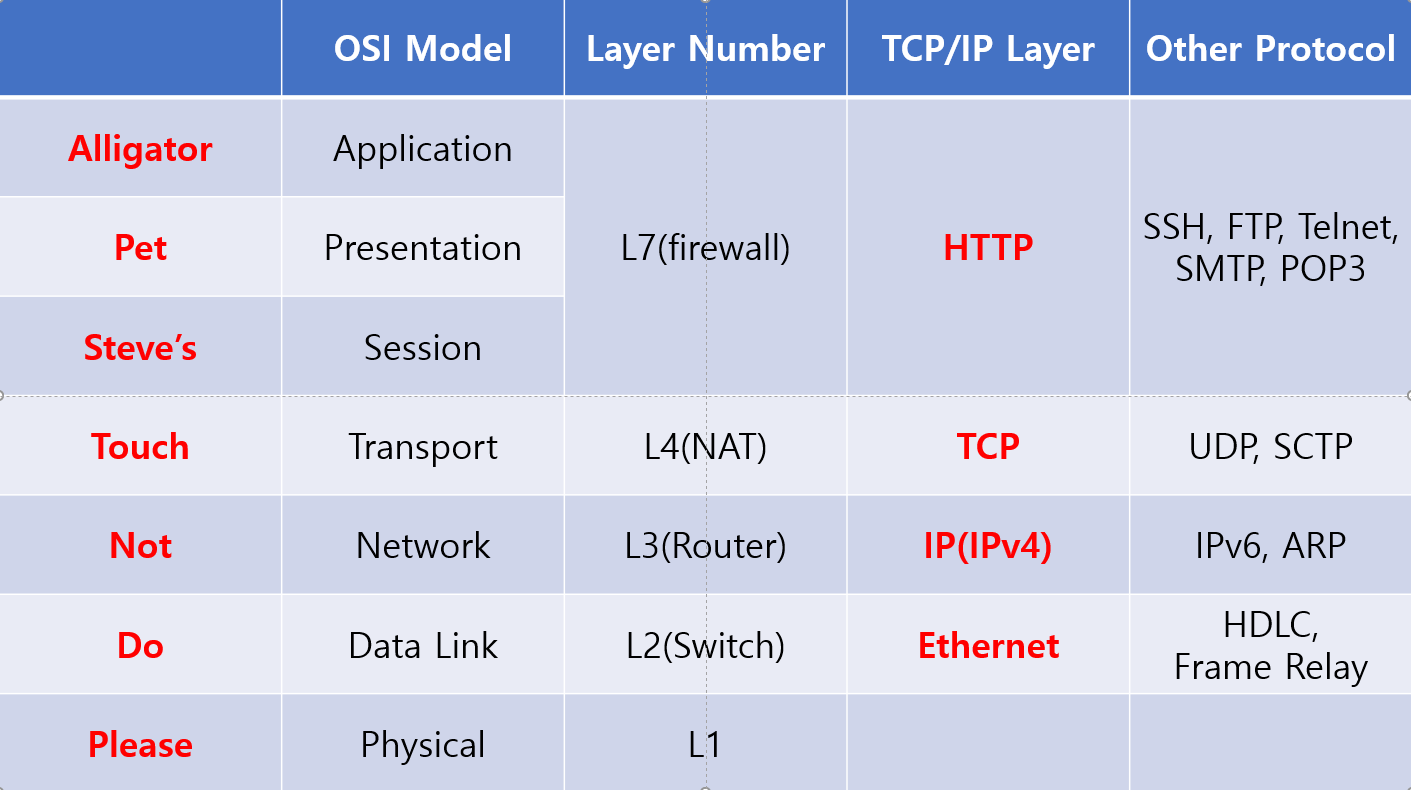 OSI Model Layer Number TCP/IP Layer Other Protocol
Alligator Application
Pet Presentation L7(firewall) HTTP SSH, FTP, Telnet,
SMTP, POP3
Steve’s Session
Touch Transport L4(NAT) TCP UDP, SCTP
Not Network L3(Router) IP(IPv4) IPv6, ARP
Do Data Link L2(Switch) Ethernet HDLC,
Frame Relay
Please Physical L1